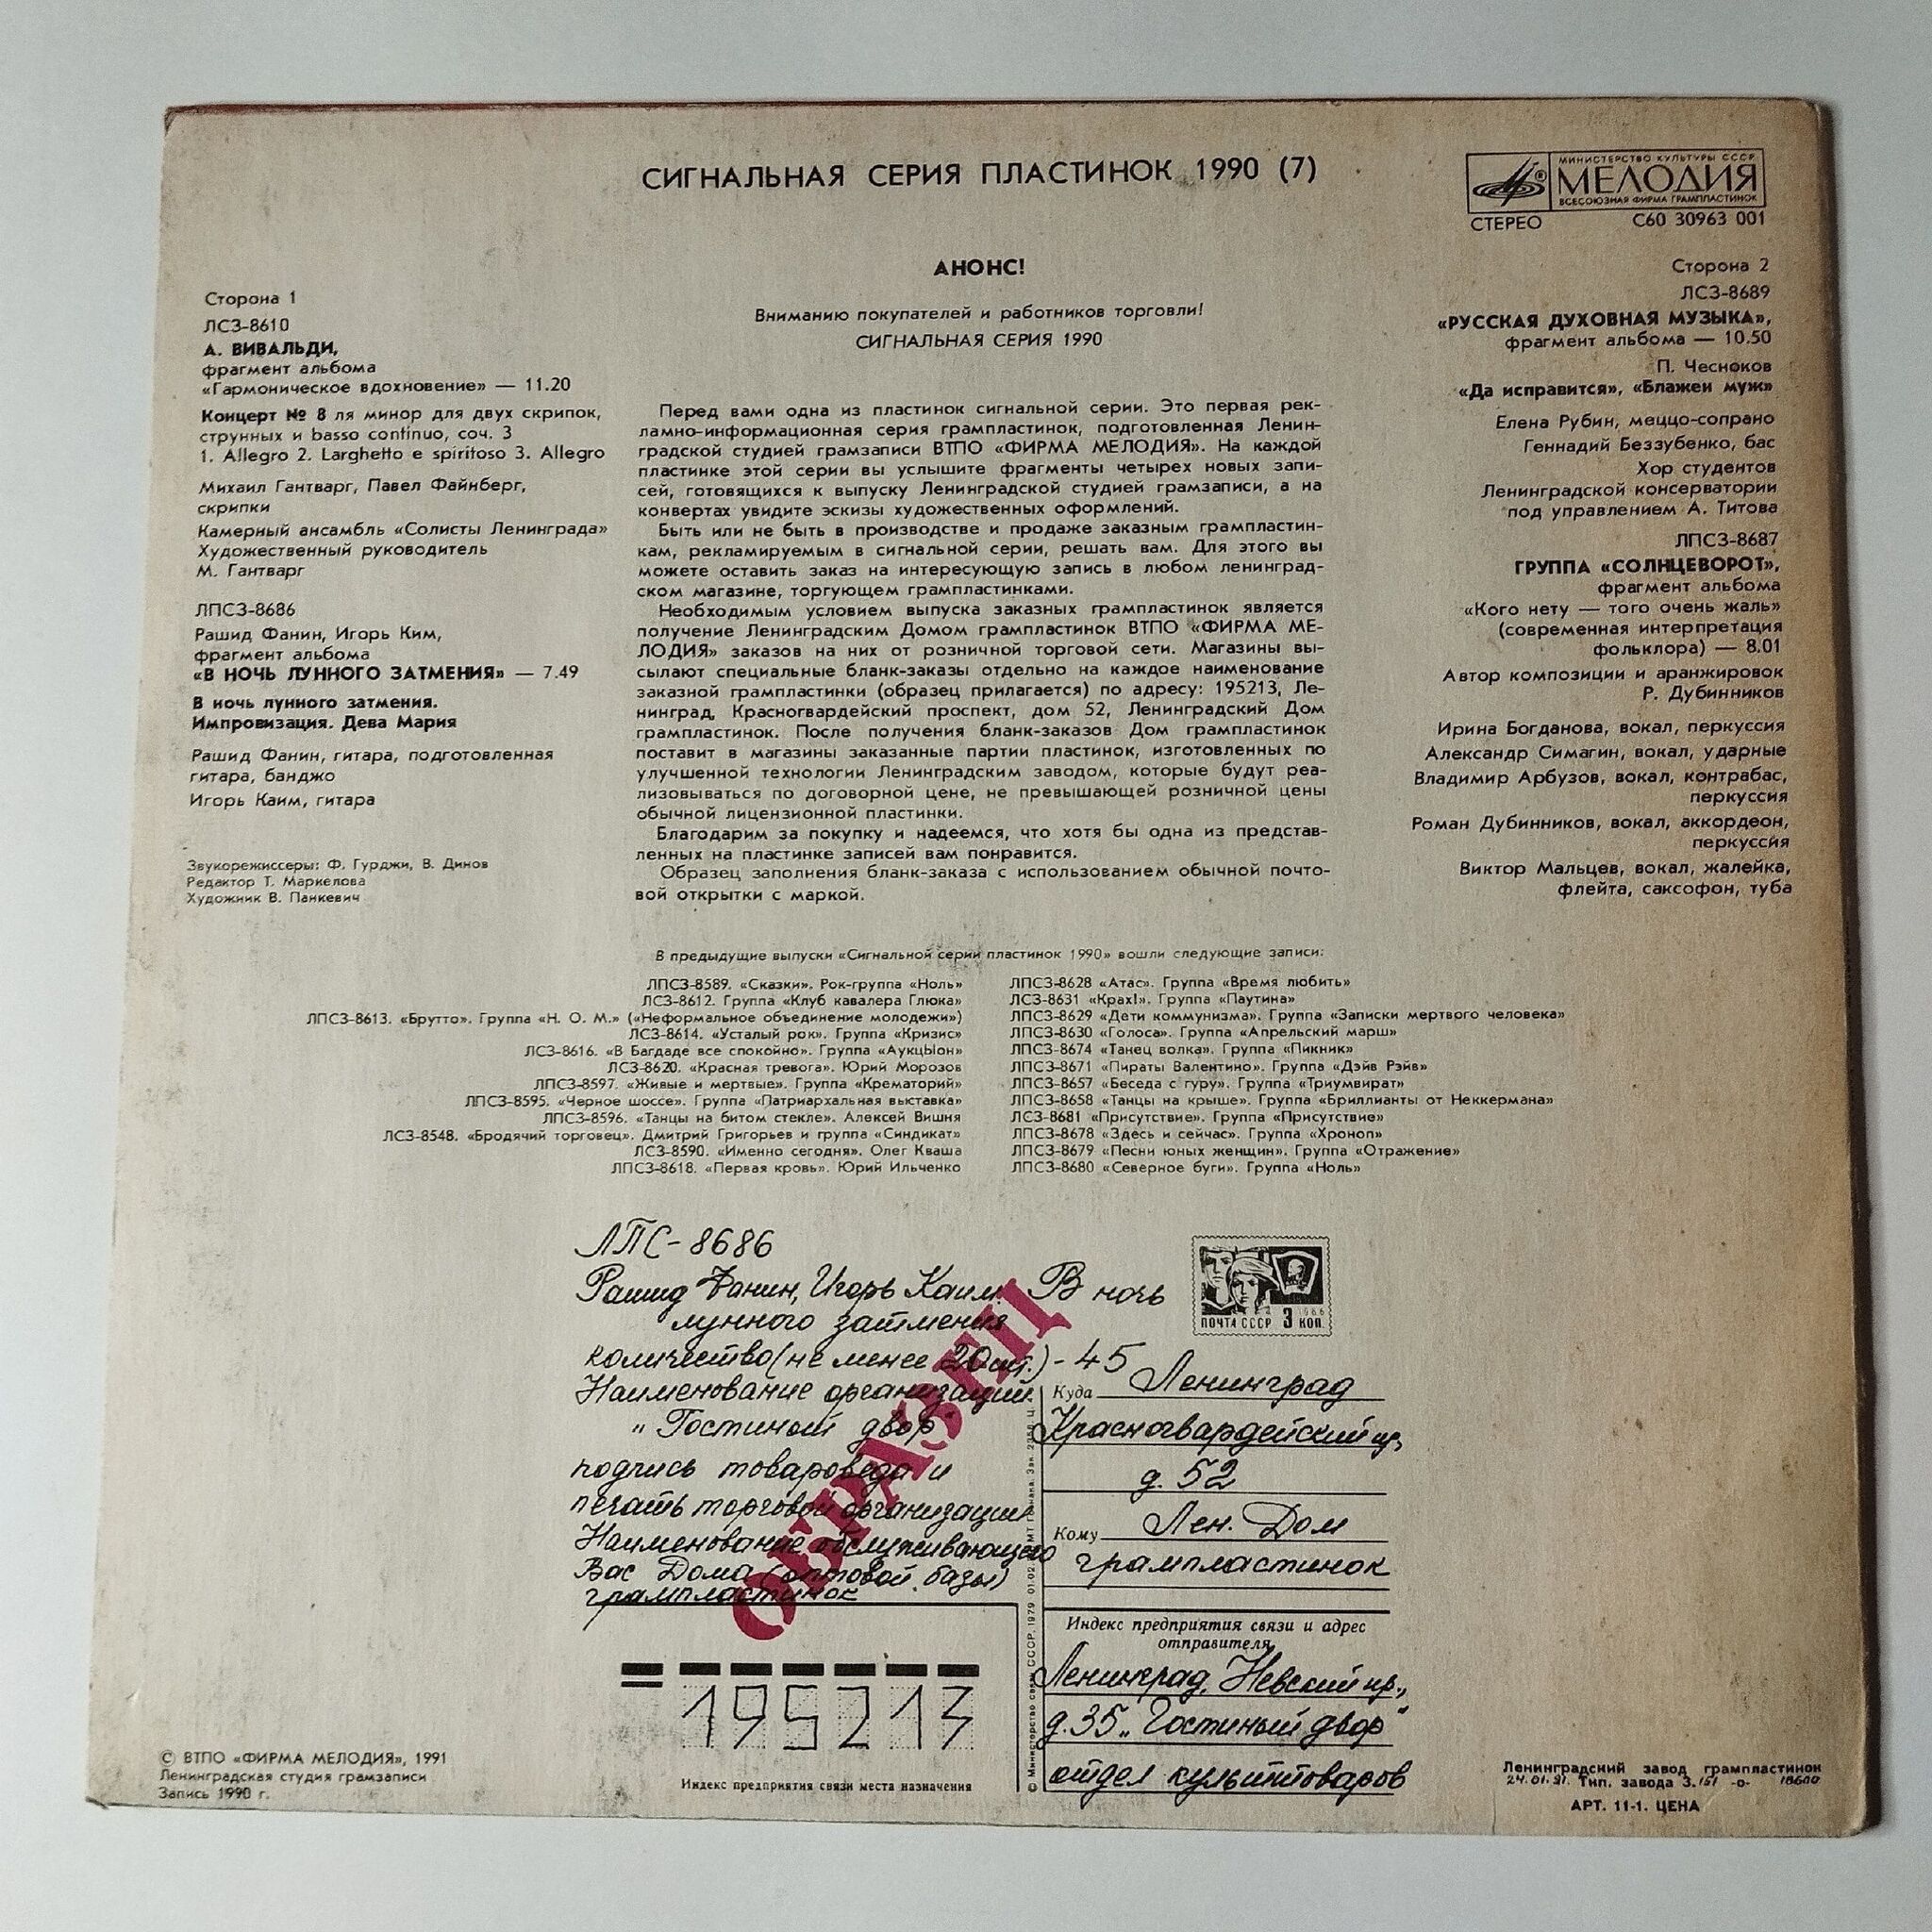 СИГНАЛЬНАЯ СЕРИЯ ПЛАСТИНОК 1990 (7)
МИНИСТЕРСТВО КУЛЬТУРЫ СССР
МЕЛОДИЯ
ВСЕСОЮЗНАЯ ФИРМА ГРАМПЛАСТИНОК
СТЕРЕО С60 30963 001
Сторона 1
ЛСЗ-8610
А. ВИВАЛЬДИ,
фрагмент альбома
«Гармоническое вдохновение» — 11.20
Концерт № 8 ля минор для двух скрипок,
струнных и basso continuo, соч. 3
1. Allegro 2. Larghetto e spiritoso 3. Allegro
Михаил Гантварг, Павел Файнберг,
скрипки
Камерный ансамбль «Солисты Ленинграда»
Художественный руководитель
М. Гантварг
ЛПСЗ-8686
Рашид Фанин, Игорь Ким,
фрагмент альбома
«В НОЧЬ ЛУННОГО ЗАТМЕНИЯ» — 7.49
В ночь лунного затмения.
Импровизация. Дева Мария
Рашид Фанин, гитара, подготовленная
гитара, банджо
Игорь Каим, гитара
Звукорежиссеры: Ф. Гурджи, В. Динов
Редактор Т. Маркелова
Художник В. Панкевич
АНОНС!
Вниманию покупателей и работников торговли!
СИГНАЛЬНАЯ СЕРИЯ 1990
Перед вами одна из пластинок сигнальной серии. Это первая рек-
ламно-информационная серия грампластинок, подготовленная Ленин-
градской студией грамзаписи ВТПО «ФИРМА МЕЛОДИЯ». На каждой
пластинке этой серии вы услышите фрагменты четырех новых запи-
сей, готовящихся к выпуску Ленинградской студией грамзаписи, а на
конвертах увидите эскизы художественных оформлений.
Быть или не быть в производстве и продаже заказным грампластин-
кам, рекламируемым в сигнальной серии, решать вам. Для этого вы
можете оставить заказ на интересующую запись в любом ленинград-
ском магазине, торгующем грампластинками.
Необходимым условием выпуска заказных грампластинок является
получение Ленинградским Домом грампластинок ВТПО «ФИРМА МЕ-
ЛОДИЯ» заказов на них от розничной торговой сети. Магазины вы-
сылают специальные бланк-заказы отдельно на каждое наименование
заказной грампластинки (образец прилагается) по адресу: 195213, Ле-
нинград, Красногвардейский проспект, дом 52, Ленинградский Дом
грампластинок. После получения бланк-заказов Дом грампластинок
поставит в магазины заказанные партии пластинок, изготовленных по
улучшенной технологии Ленинградским заводом, которые будут реа-
лизовываться по договорной цене, не превышающей розничной цены
обычной лицензионной пластинки.
Благодарим за покупку и надеемся, что хотя бы одна из представ-
ленных на пластинке записей вам понравится.
Образец заполнения бланк-заказа с использованием обычной почто-
вой открытки с маркой.
Сторона 2
ЛСЗ-8689
«РУССКАЯ ДУХОВНАЯ МУЗЫКА»,
фрагмент альбома — 10.50
П. Чесноков
«Да исправится», «Блажен муж»
Елена Рубин, меццо-сопрано
Геннадий Беззубенко, бас
Хор студентов
Ленинградской консерватории
под управлением А. Титова
ЛПСЗ-8687
ГРУППА «СОЛНЦЕВОРОТ»,
фрагмент альбома
«Кого нету — того очень жаль»
(современная интерпретация
фольклора) — 8.01
Автор композиции и аранжировок
Р. Дубинников
Ирина Богданова, вокал, перкуссия
Александр Симагин, вокал, ударные
Владимир Арбузов, вокал, контрабас,
перкуссия
Роман Дубинников, вокал, аккордеон,
перкуссия
Виктор Мальцев, вокал, жалейка,
флейта, саксофон, туба
В предыдущие выпуски «Сигнальной серии пластинок 1990» вошли следующие записи:
ЛПСЗ-8589. «Сказки». Рок-группа «Ноль»
ЛСЗ-8612. Группа «Клуб кавалера Глюка»
ЛПСЗ-8613. «Брутто». Группа «Н. О. М.» («Неформальное объединение молодежи»)
ЛСЗ-8614. «Усталый рок». Группа «Кризис»
ЛСЗ-8616. «В Багдаде все спокойно». Группа «АукцЫон»
ЛСЗ-8620. «Красная тревога». Юрий Морозов
ЛПСЗ-8597. «Живые и мертвые». Группа «Крематорий»
ЛПСЗ-8595. «Черное шоссе». Группа «Патриархальная выставка»
ЛПСЗ-8596. «Танцы на битом стекле». Алексей Вишня
ЛСЗ-8548. «Бродячий торговец». Дмитрий Григорьев и группа «Синдикат»
ЛСЗ-8590. «Именно сегодня». Олег Кваша
ЛПСЗ-8618. «Первая кровь». Юрий Ильченко
ЛПСЗ-8628 «Атас». Группа «Время любить»
ЛСЗ-8631 «Крах!». Группа «Паутина»
ЛПСЗ-8629 «Дети коммунизма». Группа «Записки мертвого человека»
ЛПСЗ-8630 «Голоса». Группа «Апрельский марш»
ЛПСЗ-8674 «Танец волка». Группа «Пикник»
ЛПСЗ-8671 «Пираты Валентино». Группа «Дэйв Рэйв»
ЛПСЗ-8657 «Беседа с гуру». Группа «Триумвират»
ЛПСЗ-8658 «Танцы на крыше». Группа «Бриллианты от Неккермана»
ЛСЗ-8681 «Присутствие». Группа «Присутствие»
ЛПСЗ-8678 «Здесь и сейчас». Группа «Хроноп»
ЛПСЗ-8679 «Песни юных женщин». Группа «Отражение»
ЛПСЗ-8680 «Северное буги». Группа «Ноль»
ЛПС-8686
Рашид Фанин, Игорь Каим. В ночь
лунного затмения
количество (не менее 20 шт.) - 45
Наименование организации
"Гостиный двор"
подпись товароведа и
печать торговой организации
Наименование обслуживающего
Вас Дома (оптовой базы)
грампластинок
ОБРАЗЕЦ
ПОЧТА СССР 3 КОП.
1966
Куда Ленинград
Красногвардейский пр,
д. 52
Кому Лен. Дом
грампластинок
Индекс предприятия связи и адрес
отправителя
Ленинград, Невский пр.,
д. 35 „Гостиный двор"
отдел культтоваров
195213
Индекс предприятия связи места назначения
© Министерство связи СССР, 1979
© ВТПО «ФИРМА МЕЛОДИЯ», 1991
Ленинградская студия грамзаписи
Запись 1990 г.
Ленинградский завод грампластинок
24.01.91. Тип. завода З. 151 -0- 18600
АРТ. 11-1. ЦЕНА